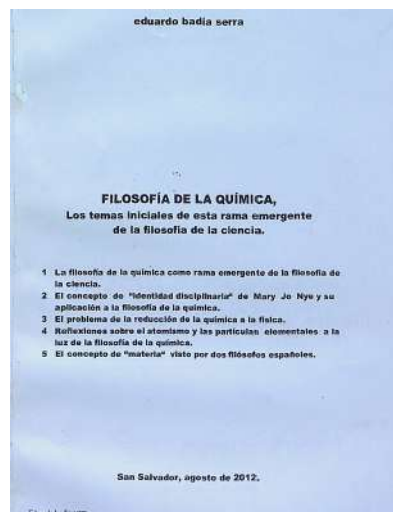 eduardo badía serra
FILOSOFÍA DE LA QUÍMICA,
Los temas iniciales de esta rama emergente
de la filosofía de la ciencia.
1 La filosofía de la química como rama emergente de la filosofía de
la ciencia.
2 El concepto de "identidad disciplinaria" de Mary Jo Nye y su
aplicación a la filosofía de la química.
3 El problema de la reducción de la química a la física.
4 Reflexiones sobre el atomismo y las partículas elementales a la
luz de la filosofía de la química.
5 El concepto de "materia" visto por dos filósofos españoles.
San Salvador, agosto de 2012.